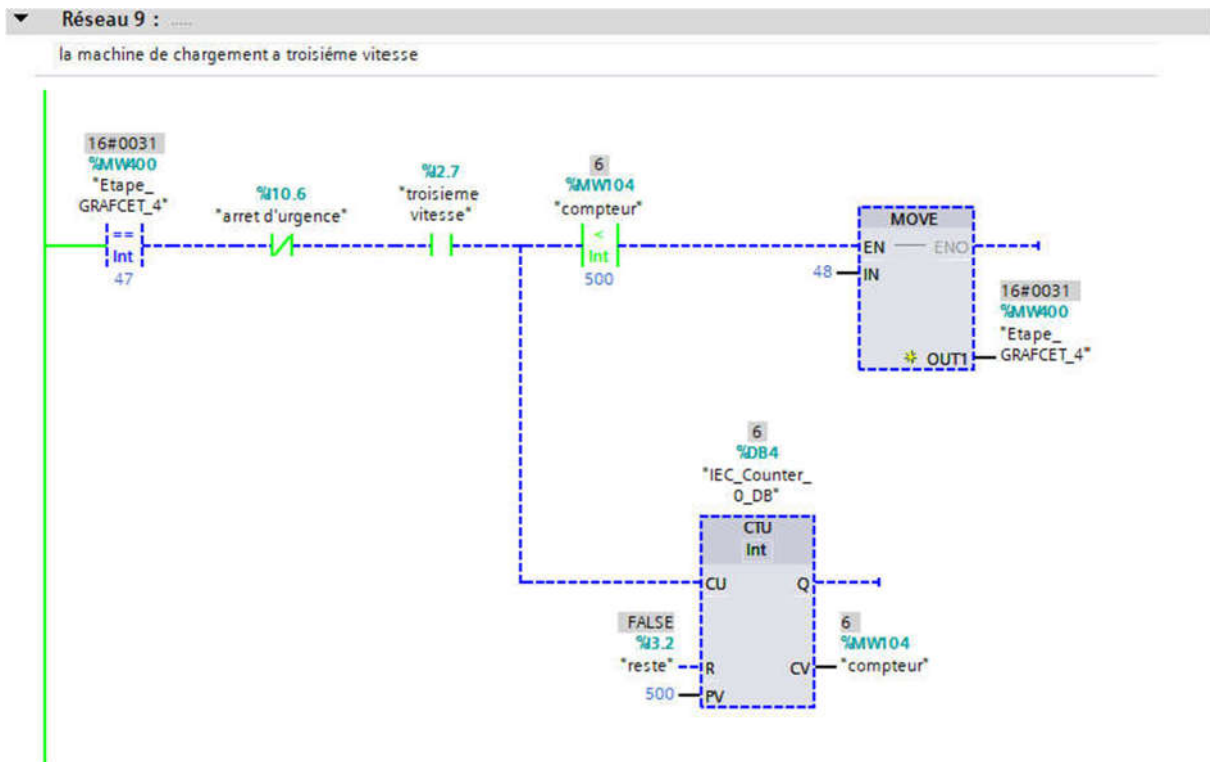 Réseau 9 : .....
la machine de chargement a troisiéme vitesse
16#0031
%MW400
"Etape_
GRAFCET_4"
==
Int
47
%I10.6
"arret d'urgence"
%I2.7
"troisieme
vitesse"
6
%MW104
"compteur"
<
Int
500
MOVE
EN
ENO
48
IN
OUT1
16#0031
%MW400
"Etape_
GRAFCET_4"
6
%DB4
"IEC_Counter_
0_DB"
CTU
Int
CU
Q
FALSE
%I3.2
"reste"
R
500
PV
6
%MW104
CV
"compteur"